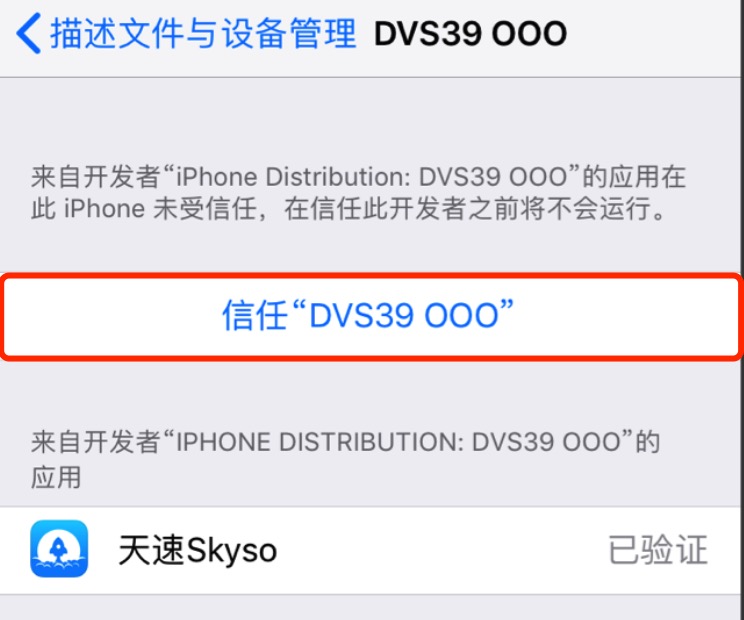 描述文件与设备管理 DVS39 OOO
来自开发者“iPhone Distribution: DVS39 OOO”的应用在
此 iPhone 未受信任，在信任此开发者之前将不会运行。
信任“DVS39 OOO”
来自开发者“IPHONE DISTRIBUTION: DVS39 OOO”的
应用
天速Skyso 已验证